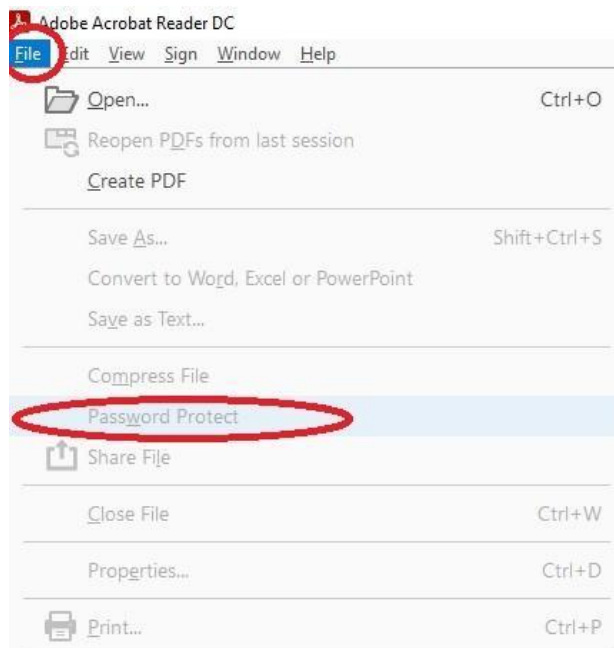 Adobe Acrobat Reader DC
File Edit View Sign Window Help
Open... Ctrl+O
Reopen PDFs from last session
Create PDF
Save As... Shift+Ctrl+S
Convert to Word, Excel or PowerPoint
Save as Text...
Compress File
Password Protect
Share File
Close File Ctrl+W
Properties... Ctrl+D
Print... Ctrl+P